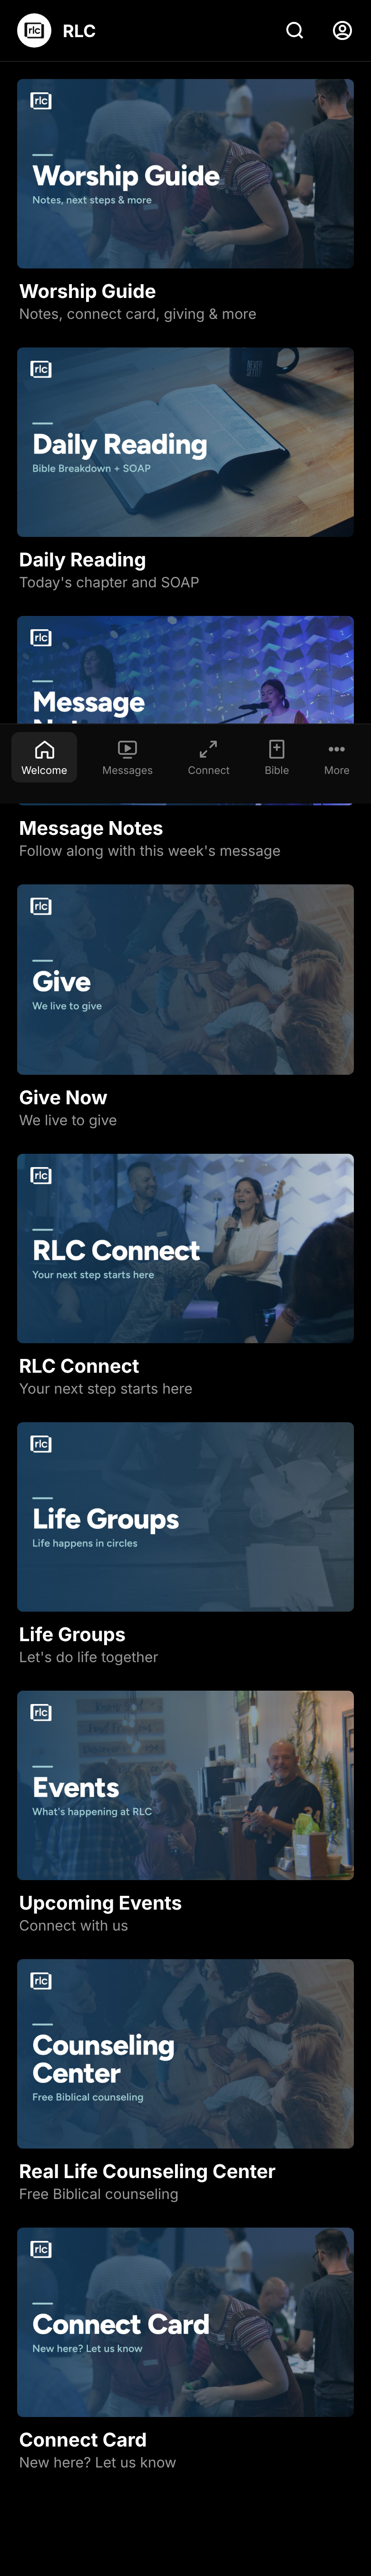 rlc
RLC
rlc
Worship Guide
Notes, next steps & more
Worship Guide
Notes, connect card, giving & more
rlc
Daily Reading
Bible Breakdown + SOAP
Daily Reading
Today's chapter and SOAP
rlc
Message
Welcome
Messages
Connect
Bible
More
Message Notes
Follow along with this week's message
rlc
Give
We live to give
Give Now
We live to give
rlc
RLC Connect
Your next step starts here
RLC Connect
Your next step starts here
rlc
Life Groups
Life happens in circles
Life Groups
Let's do life together
rlc
Events
What's happening at RLC
Upcoming Events
Connect with us
rlc
Counseling
Center
Free Biblical counseling
Real Life Counseling Center
Free Biblical counseling
rlc
Connect Card
New here? Let us know
Connect Card
New here? Let us know